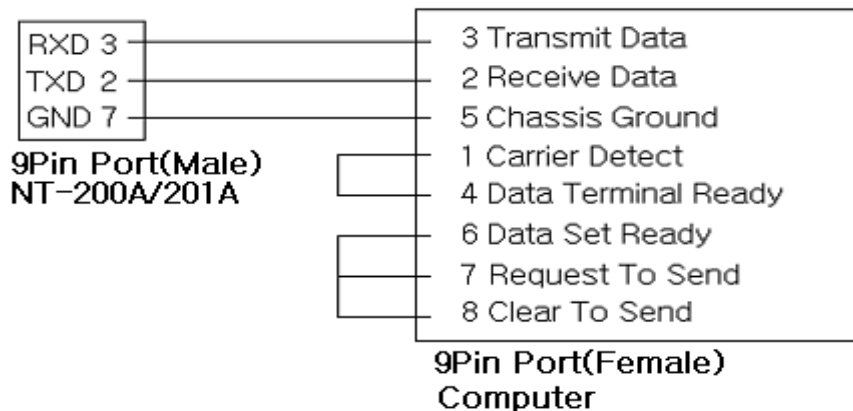 RXD 3
TXD 2
GND 7
9Pin Port(Male)
NT-200A/201A
3 Transmit Data
2 Receive Data
5 Chassis Ground
1 Carrier Detect
4 Data Terminal Ready
6 Data Set Ready
7 Request To Send
8 Clear To Send
9Pin Port(Female)
Computer